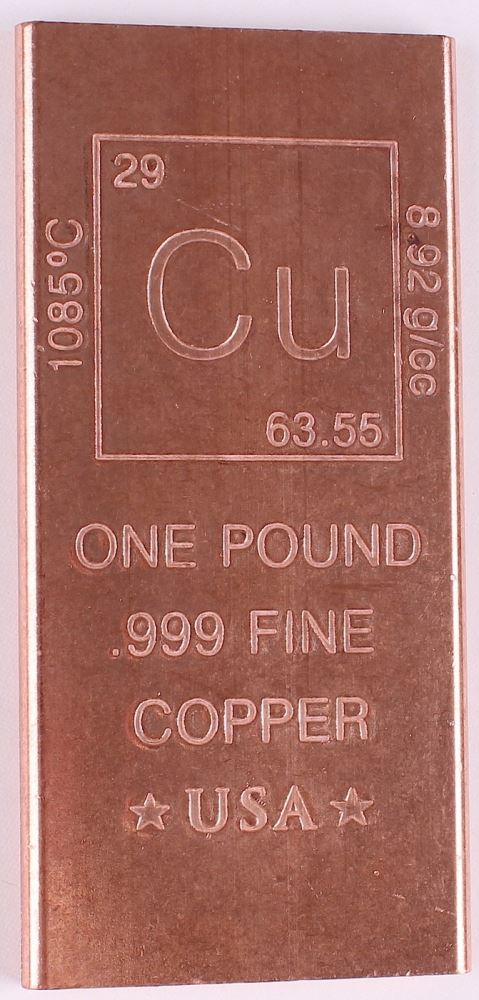 29
Cu
63.55
1085°C
8 92 g/cc
ONE POUND
.999 FINE
COPPER
★ USA ★